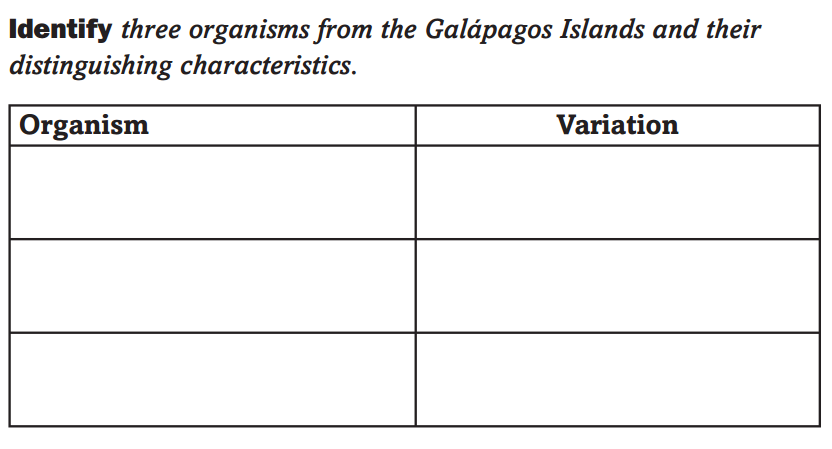 Identify three organisms from the Galápagos Islands and their
distinguishing characteristics.
Organism Variation